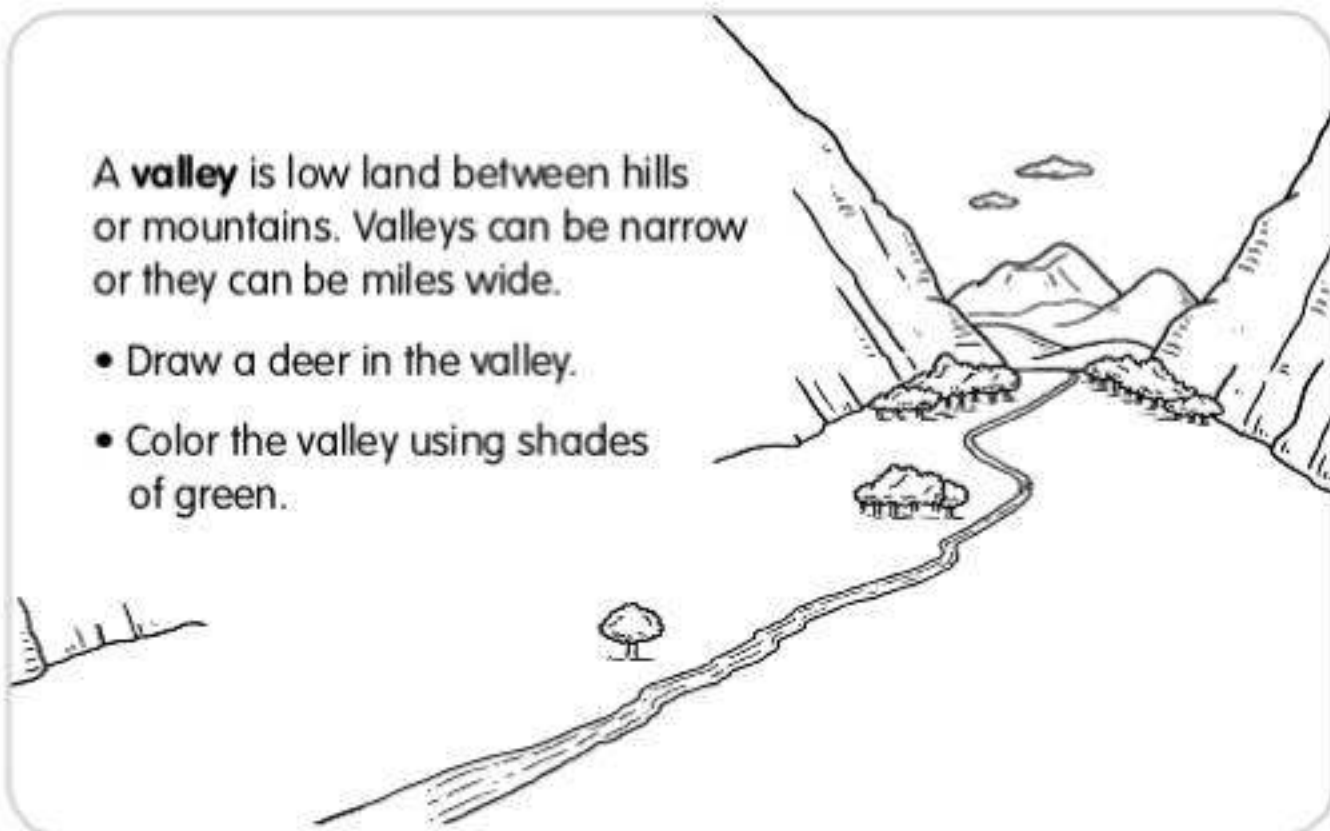 A valley is low land between hills
or mountains. Valleys can be narrow
or they can be miles wide.
• Draw a deer in the valley.
• Color the valley using shades
of green.